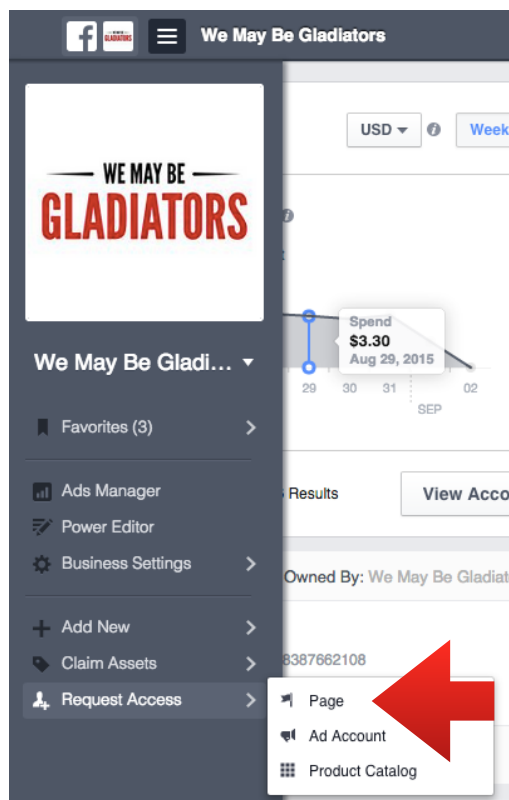 We May Be Gladiators
WE MAY BE
GLADIATORS
We May Be Gladi...
Favorites (3)
Ads Manager
Power Editor
Business Settings
Add New
Claim Assets
Request Access
USD
Week
Spend
$3.30
Aug 29, 2015
29 30 31 02
SEP
Results
View Acco
Owned By: We May Be Gladiat
8387662108
Page
Ad Account
Product Catalog